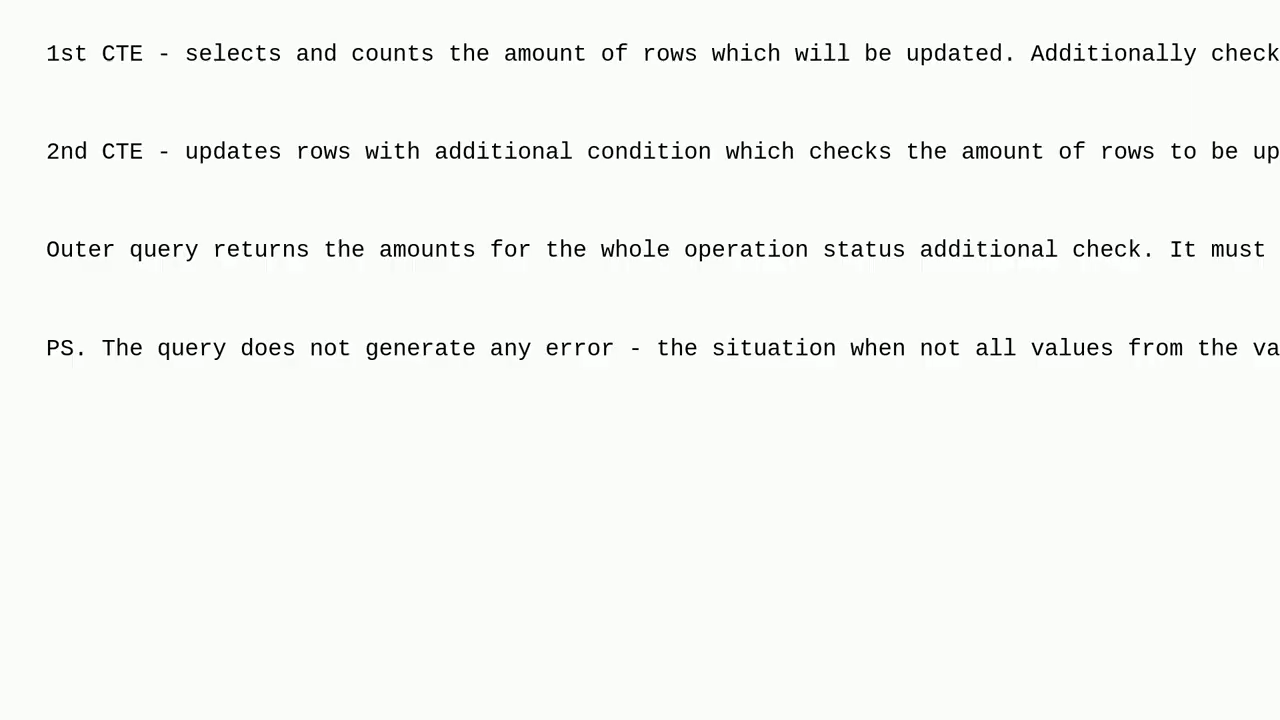 1st CTE - selects and counts the amount of rows which will be updated. Additionally check
2nd CTE - updates rows with additional condition which checks the amount of rows to be up
Outer query returns the amounts for the whole operation status additional check. It must
PS. The query does not generate any error - the situation when not all values from the va